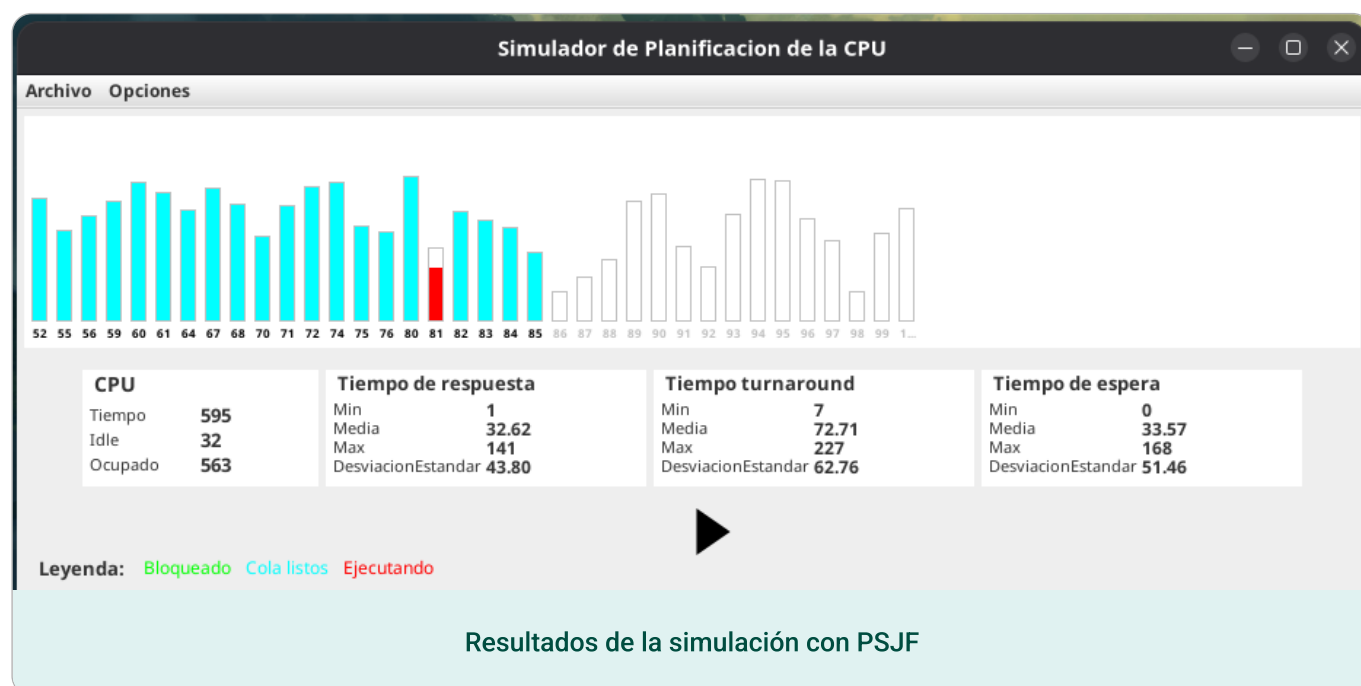 Simulador de Planificacion de la CPU
Archivo Opciones
52 55 56 59 60 61 64 67 68 70 71 72 74 75 76 80 81 82 83 84 85 86 87 88 89 90 91 92 93 94 95 96 97 98 99 1...
CPU
Tiempo 595
Idle 32
Ocupado 563
Tiempo de respuesta
Min 1
Media 32.62
Max 141
DesviacionEstandar 43.80
Tiempo turnaround
Min 7
Media 72.71
Max 227
DesviacionEstandar 62.76
Tiempo de espera
Min 0
Media 33.57
Max 168
DesviacionEstandar 51.46
Leyenda: Bloqueado Cola listos Ejecutando
Resultados de la simulación con PSJF